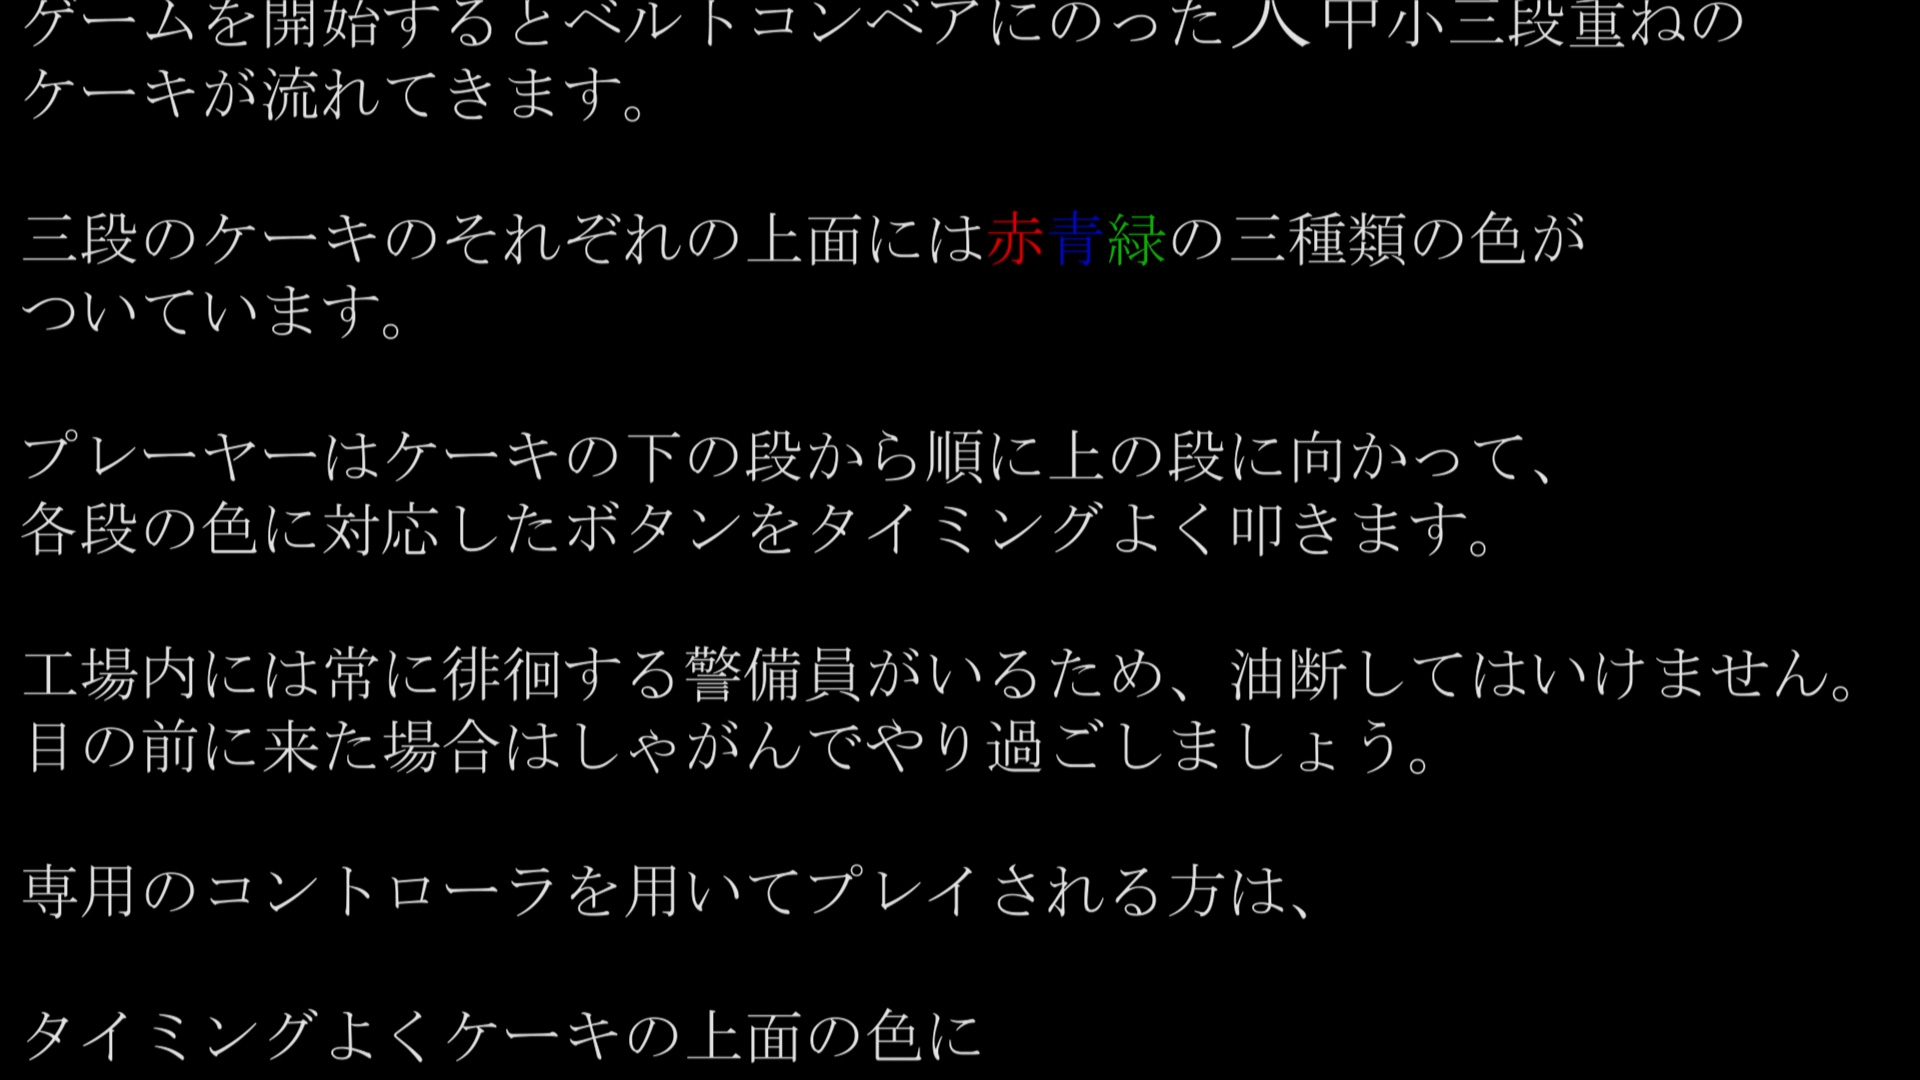 ゲームを開始するとベルトコンベアにのった大中小三段重ねの
ケーキが流れてきます。
三段のケーキのそれぞれの上面には赤青緑の三種類の色が
ついています。
プレーヤーはケーキの下の段から順に上の段に向かって、
各段の色に対応したボタンをタイミングよく叩きます。
工場内には常に徘徊する警備員がいるため、油断してはいけません。
目の前に来た場合はしゃがんでやり過ごしましょう。
専用のコントローラを用いてプレイされる方は、
タイミングよくケーキの上面の色に